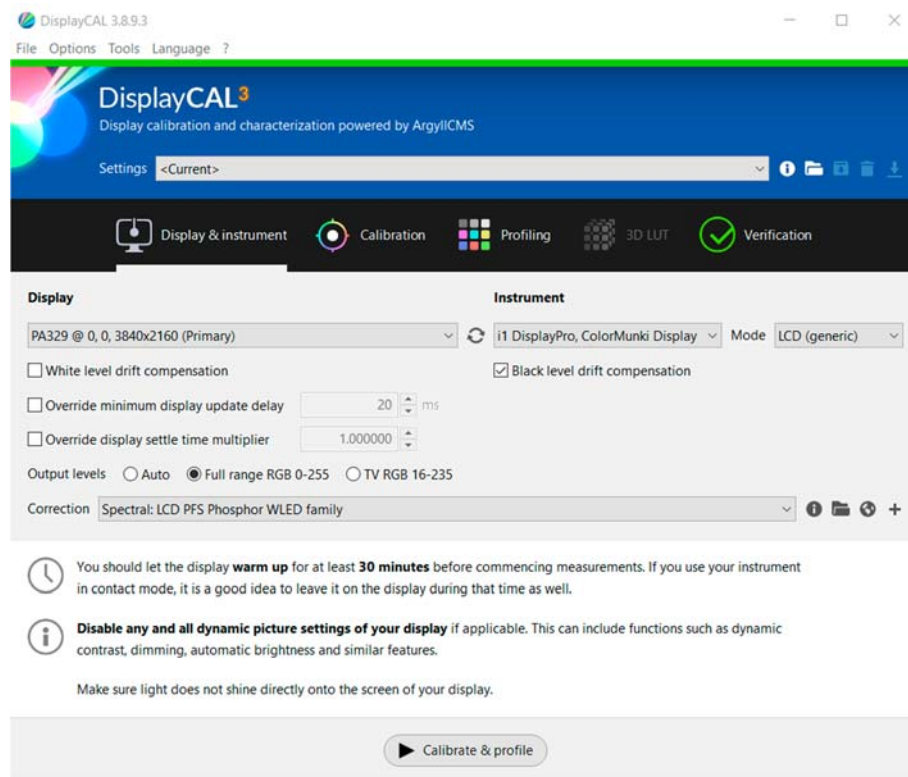 DisplayCAL 3.8.9.3
File Options Tools Language ?
DisplayCAL3
Display calibration and characterization powered by ArgyllCMS
Settings <Current>
Display & instrument Calibration Profiling 3D LUT Verification
Display Instrument
PA329 @ 0, 0, 3840x2160 (Primary) i1 DisplayPro, ColorMunki Display Mode LCD (generic)
White level drift compensation Black level drift compensation
Override minimum display update delay 20 ms
Override display settle time multiplier 1.000000
Output levels Auto Full range RGB 0-255 TV RGB 16-235
Correction Spectral: LCD PFS Phosphor WLED family
You should let the display warm up for at least 30 minutes before commencing measurements. If you use your instrument
in contact mode, it is a good idea to leave it on the display during that time as well.
Disable any and all dynamic picture settings of your display if applicable. This can include functions such as dynamic
contrast, dimming, automatic brightness and similar features.
Make sure light does not shine directly onto the screen of your display.
Calibrate & profile